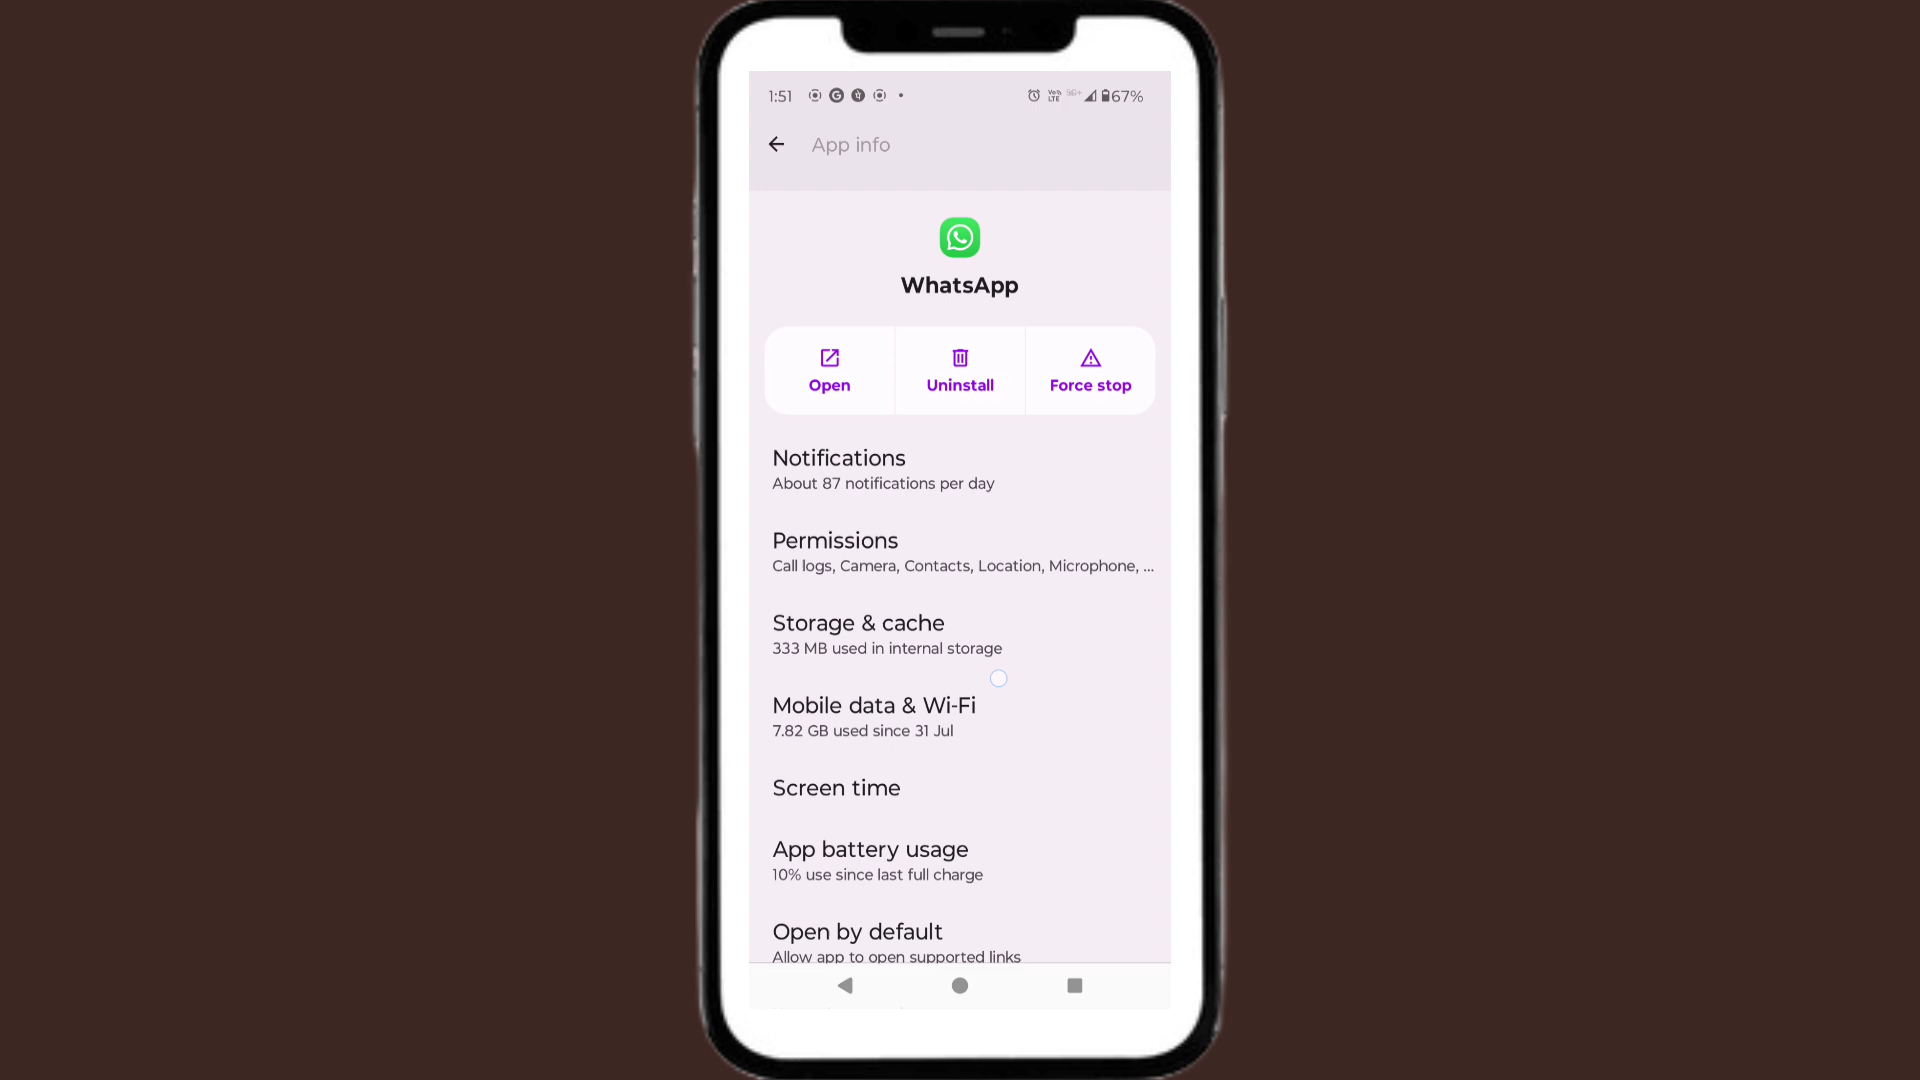 1:51
VoLTE 5G+ 67%
App info
WhatsApp
Open Uninstall Force stop
Notifications
About 87 notifications per day
Permissions
Call logs, Camera, Contacts, Location, Microphone, ...
Storage & cache
333 MB used in internal storage
Mobile data & Wi-Fi
7.82 GB used since 31 Jul
Screen time
App battery usage
10% use since last full charge
Open by default
Allow app to open supported links